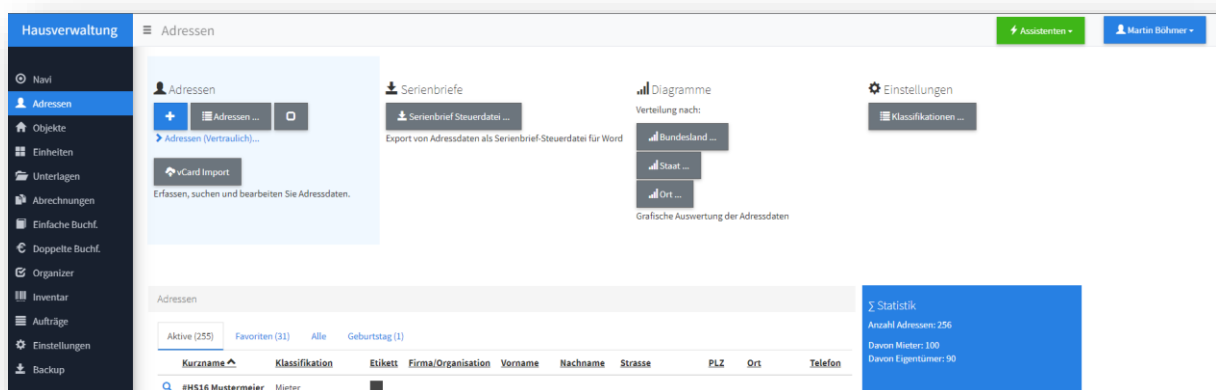 Hausverwaltung
Adressen
Assistenten
Martin Böhmer
Navi
Adressen
Objekte
Einheiten
Unterlagen
Abrechnungen
Einfache Buchf.
Doppelte Buchf.
Organizer
Inventar
Aufträge
Einstellungen
Backup
Adressen
Adressen ...
Adressen (Vertraulich)...
vCard Import
Erfassen, suchen und bearbeiten Sie Adressdaten.
Serienbriefe
Serienbrief Steuerdatei ...
Export von Adressdaten als Serienbrief-Steuerdatei für Word
Diagramme
Verteilung nach:
Bundesland ...
Staat ...
Ort ...
Grafische Auswertung der Adressdaten
Einstellungen
Klassifikationen ...
Adressen
Aktive (255) Favoriten (31) Alle Geburtstag (1)
Kurzname Klassifikation Etikett Firma/Organisation Vorname Nachname Strasse PLZ Ort Telefon
#HS16 Mustermeier Mieter
∑ Statistik
Anzahl Adressen: 256
Davon Mieter: 100
Davon Eigentümer: 90